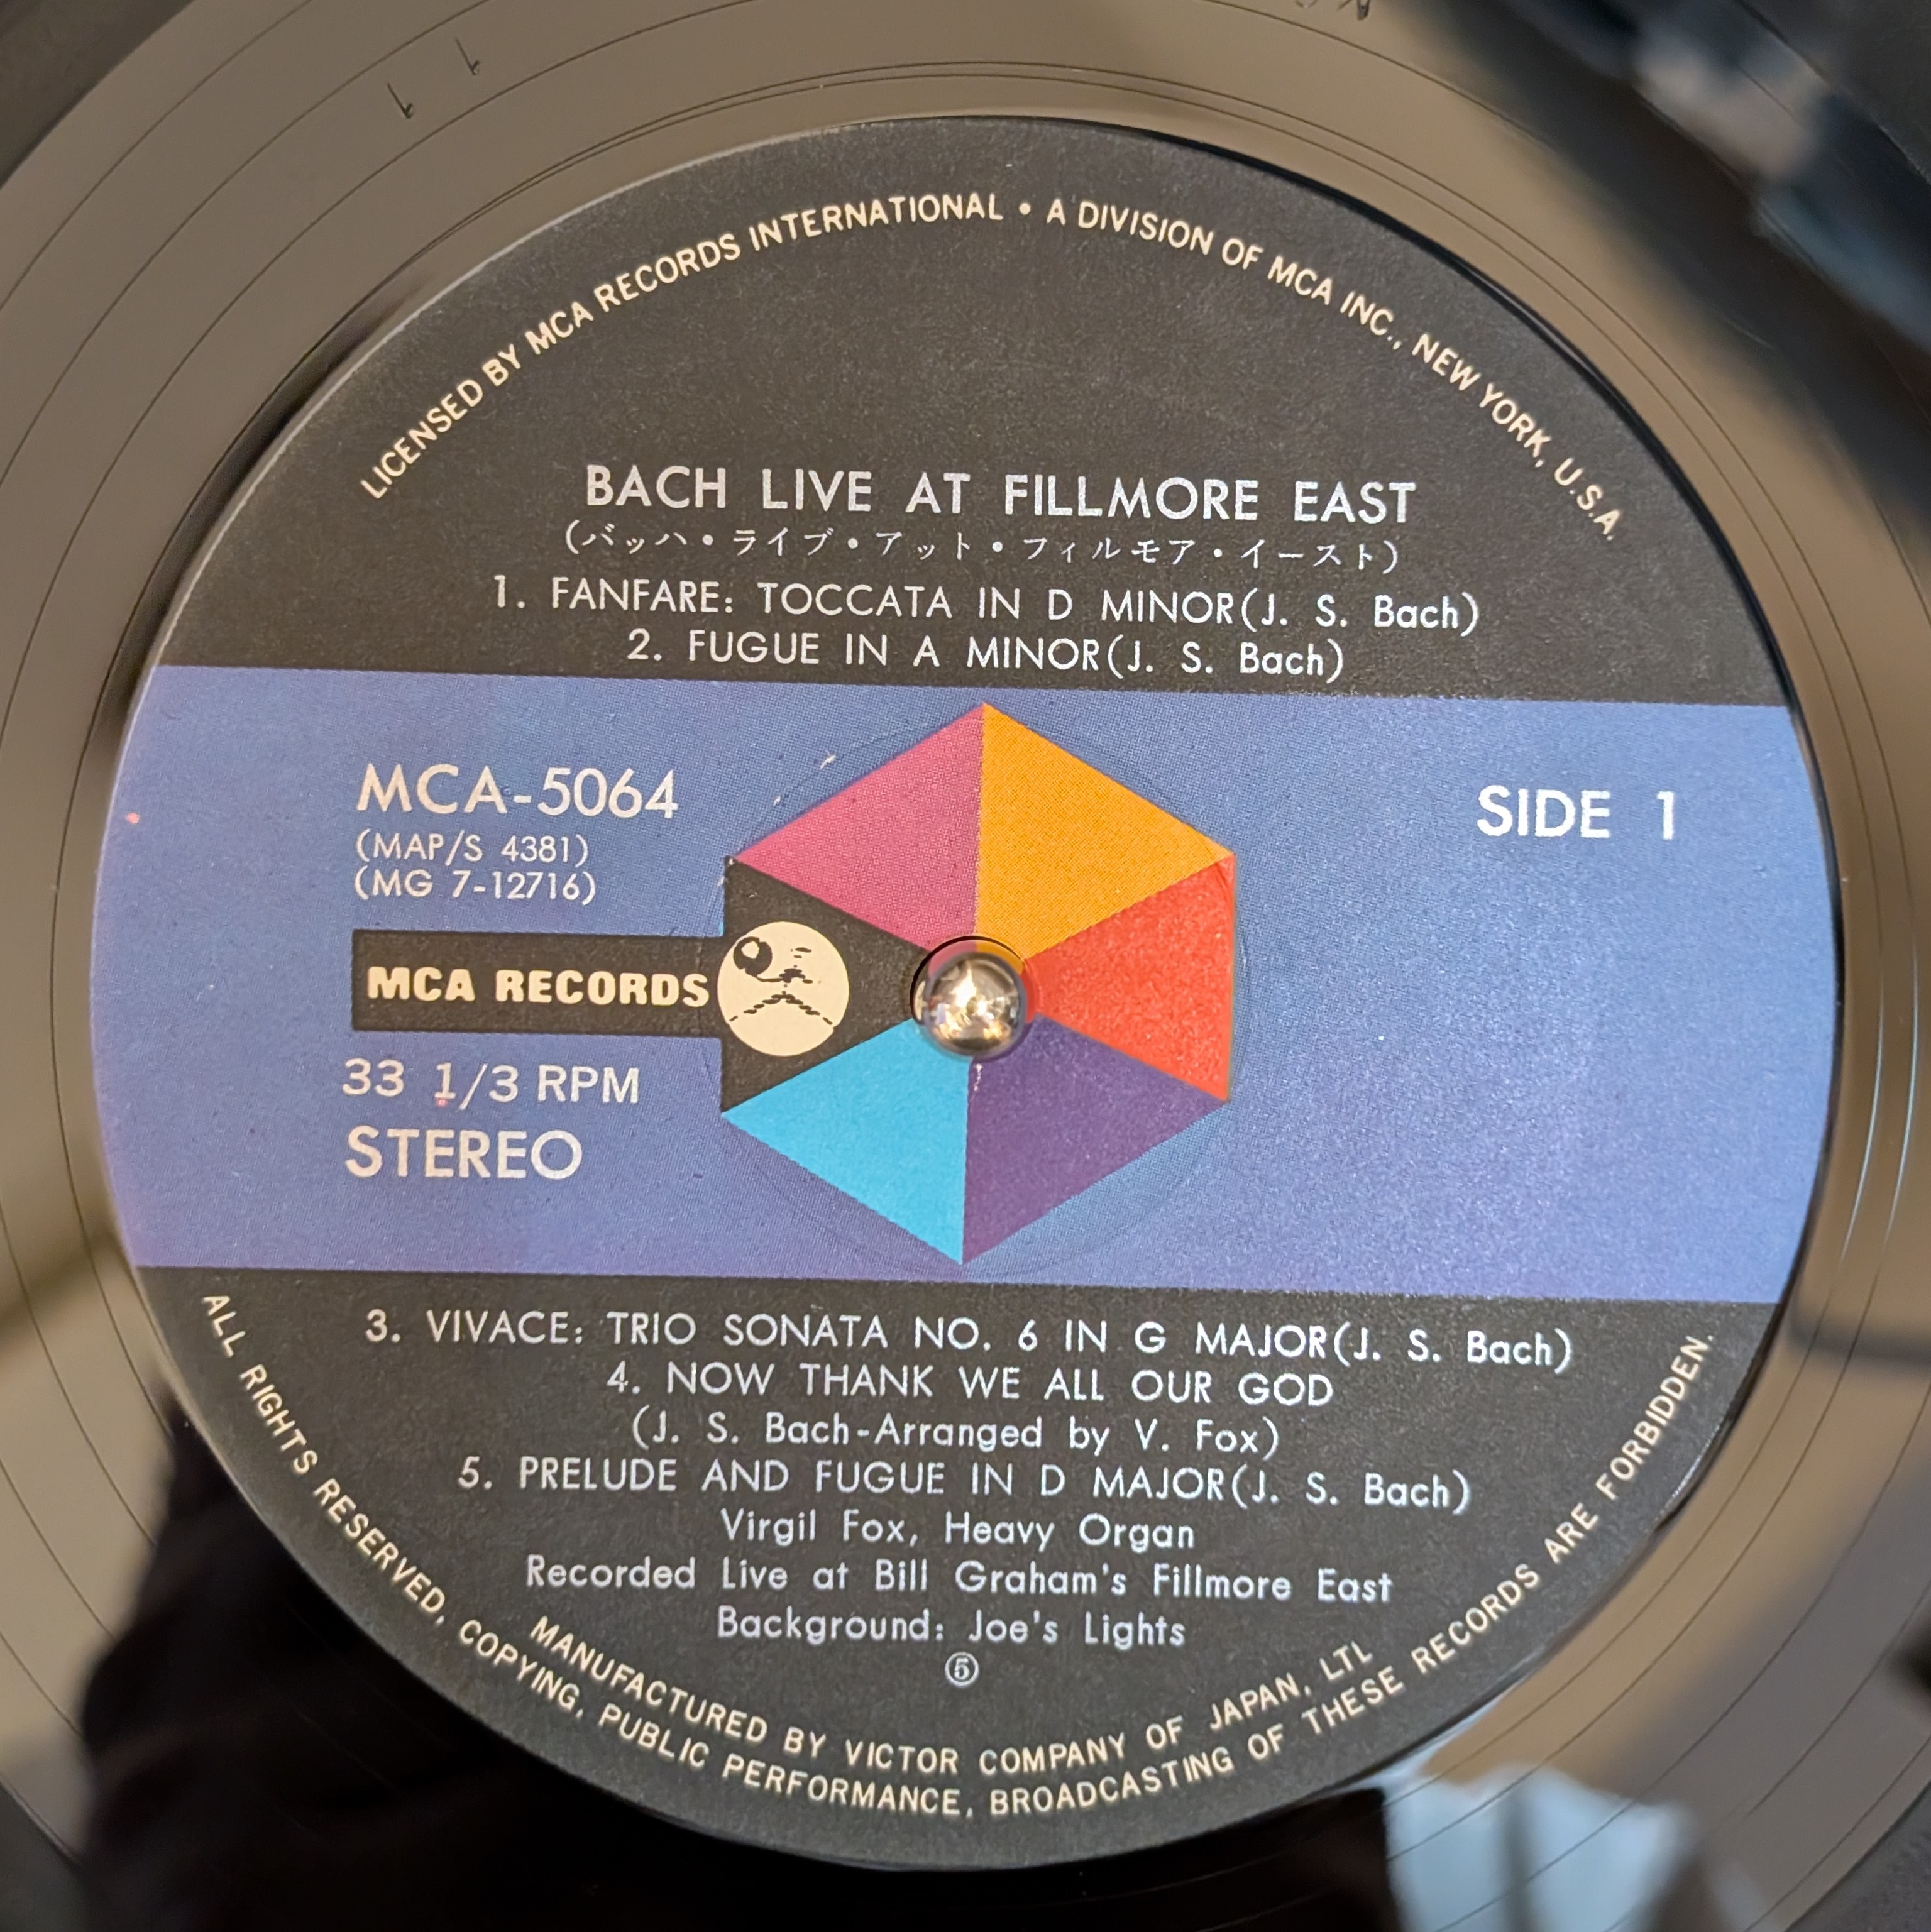 LICENSED BY MCA RECORDS INTERNATIONAL • A DIVISION OF MCA INC., NEW YORK, U.S.A.
BACH LIVE AT FILLMORE EAST
(バッハ・ライブ・アット・フィルモア・イースト)
1. FANFARE: TOCCATA IN D MINOR(J. S. Bach)
2. FUGUE IN A MINOR(J. S. Bach)
MCA-5064
(MAP/S 4381)
(MG 7-12716)
SIDE 1
MCA RECORDS
33 1/3 RPM
STEREO
3. VIVACE: TRIO SONATA NO. 6 IN G MAJOR(J. S. Bach)
4. NOW THANK WE ALL OUR GOD
(J. S. Bach-Arranged by V. Fox)
5. PRELUDE AND FUGUE IN D MAJOR(J. S. Bach)
Virgil Fox, Heavy Organ
Recorded Live at Bill Graham's Fillmore East
Background: Joe's Lights
⑤
MANUFACTURED BY VICTOR COMPANY OF JAPAN, LTL
ALL RIGHTS RESERVED, COPYING, PUBLIC PERFORMANCE, BROADCASTING OF THESE RECORDS ARE FORBIDDEN.